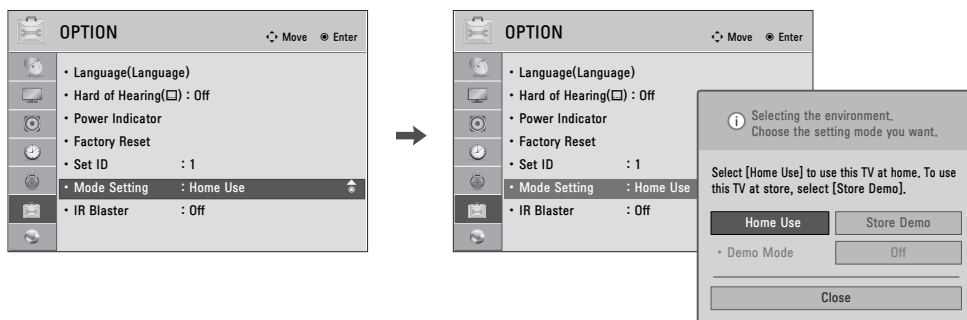 OPTION
Move Enter
• Language(Language)
• Hard of Hearing( ) : Off
• Power Indicator
• Factory Reset
• Set ID : 1
• Mode Setting : Home Use
• IR Blaster : Off
OPTION
Move Enter
• Language(Language)
• Hard of Hearing( ) : Off
• Power Indicator
• Factory Reset
• Set ID : 1
• Mode Setting : Home Use
• IR Blaster : Off
Selecting the environment.
Choose the setting mode you want.
Select [Home Use] to use this TV at home. To use
this TV at store, select [Store Demo].
Home Use Store Demo
• Demo Mode Off
Close